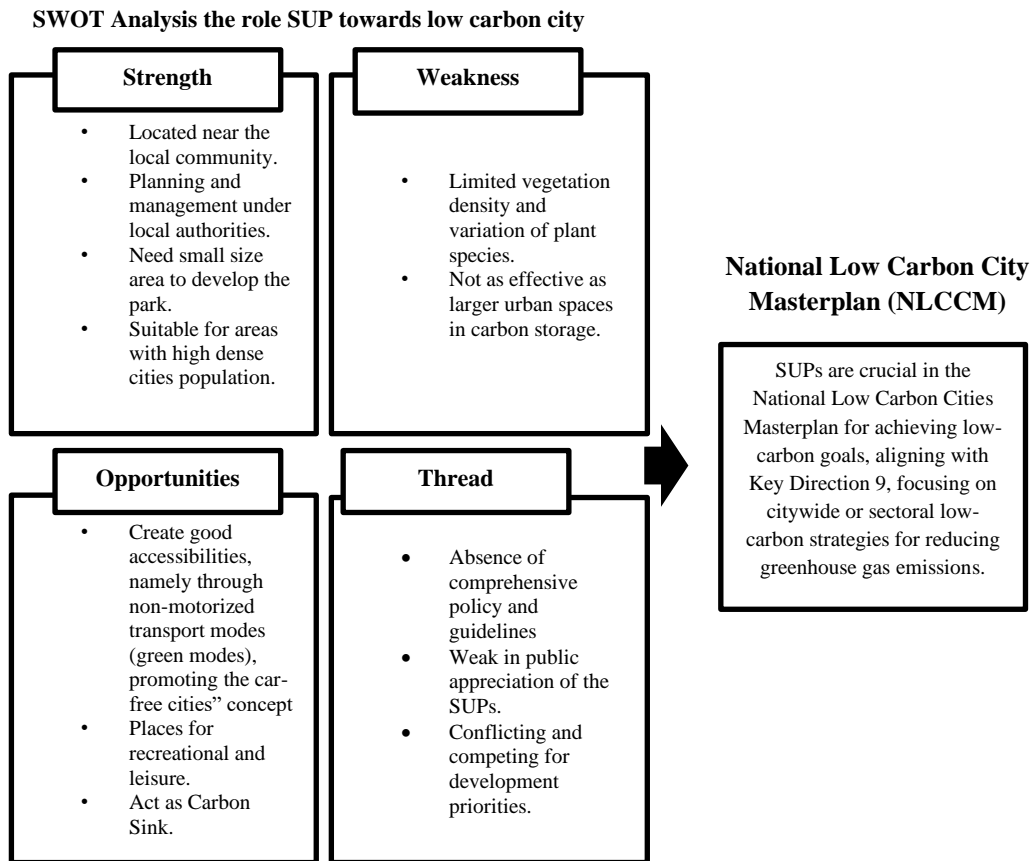 SWOT Analysis the role SUP towards low carbon city
Strength
• Located near the
local community.
• Planning and
management under
local authorities.
• Need small size
area to develop the
park.
• Suitable for areas
with high dense
cities population.
Weakness
• Limited vegetation
density and
variation of plant
species.
• Not as effective as
larger urban spaces
in carbon storage.
Opportunities
• Create good
accessibilities,
namely through
non-motorized
transport modes
(green modes),
promoting the car-
free cities” concept
• Places for
recreational and
leisure.
• Act as Carbon
Sink.
Thread
• Absence of
comprehensive
policy and
guidelines
• Weak in public
appreciation of the
SUPs.
• Conflicting and
competing for
development
priorities.
National Low Carbon City
Masterplan (NLCCM)
SUPs are crucial in the
National Low Carbon Cities
Masterplan for achieving low-
carbon goals, aligning with
Key Direction 9, focusing on
citywide or sectoral low-
carbon strategies for reducing
greenhouse gas emissions.